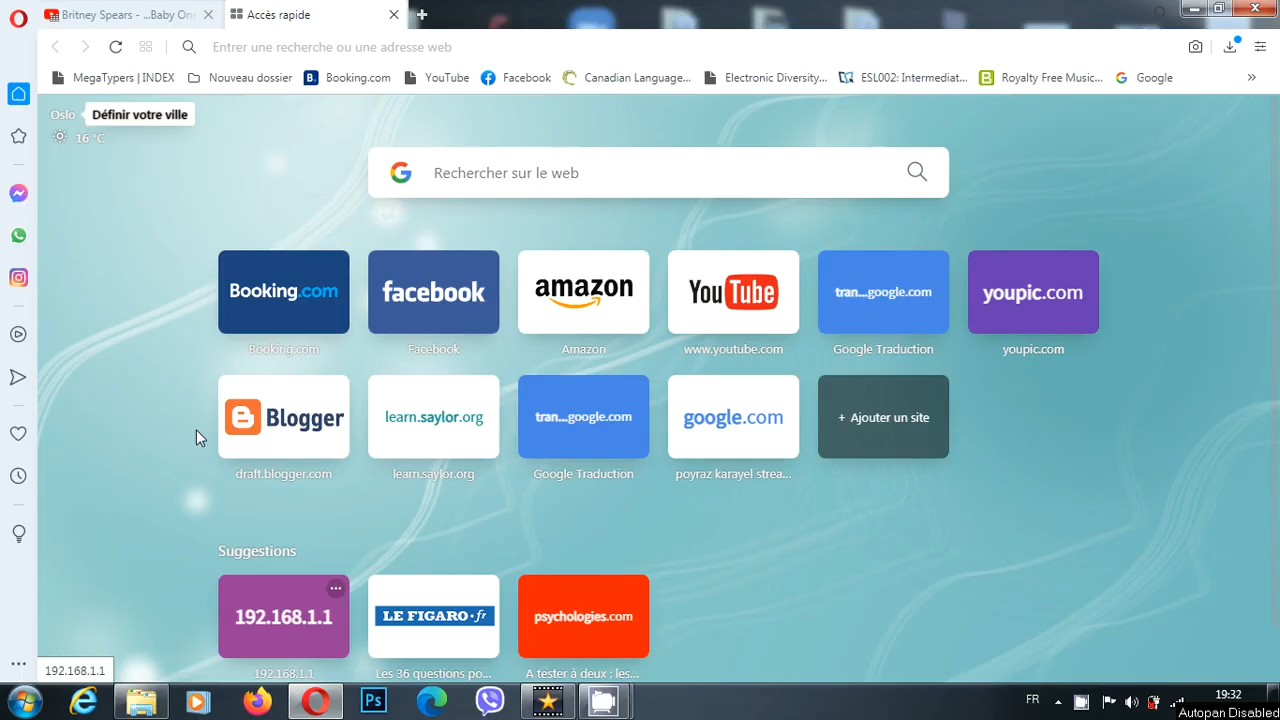 Britney Spears - ...Baby On
Accès rapide
Entrer une recherche ou une adresse web
MegaTypers | INDEX
Nouveau dossier
B.
Booking.com
YouTube
Facebook
Canadian Language...
Electronic Diversity...
ESL002: Intermediat...
Royalty Free Music...
Google
»
Oslo
Définir votre ville
16 °C
Rechercher sur le web
Booking.com
facebook
amazon
YouTube
tran...google.com
youpic.com
Booking.com
Facebook
Amazon
www.youtube.com
Google Traduction
youpic.com
Blogger
learn.saylor.org
tran...google.com
google.com
+ Ajouter un site
draft.blogger.com
learn.saylor.org
Google Traduction
poyraz karayel strea...
Suggestions
192.168.1.1
LE FIGARO·fr
psychologies.com
192.168.1.1
192.168.1.1
Les 36 questions po...
A tester à deux : les...
Ps
FR
19:32
Autopan Disabled